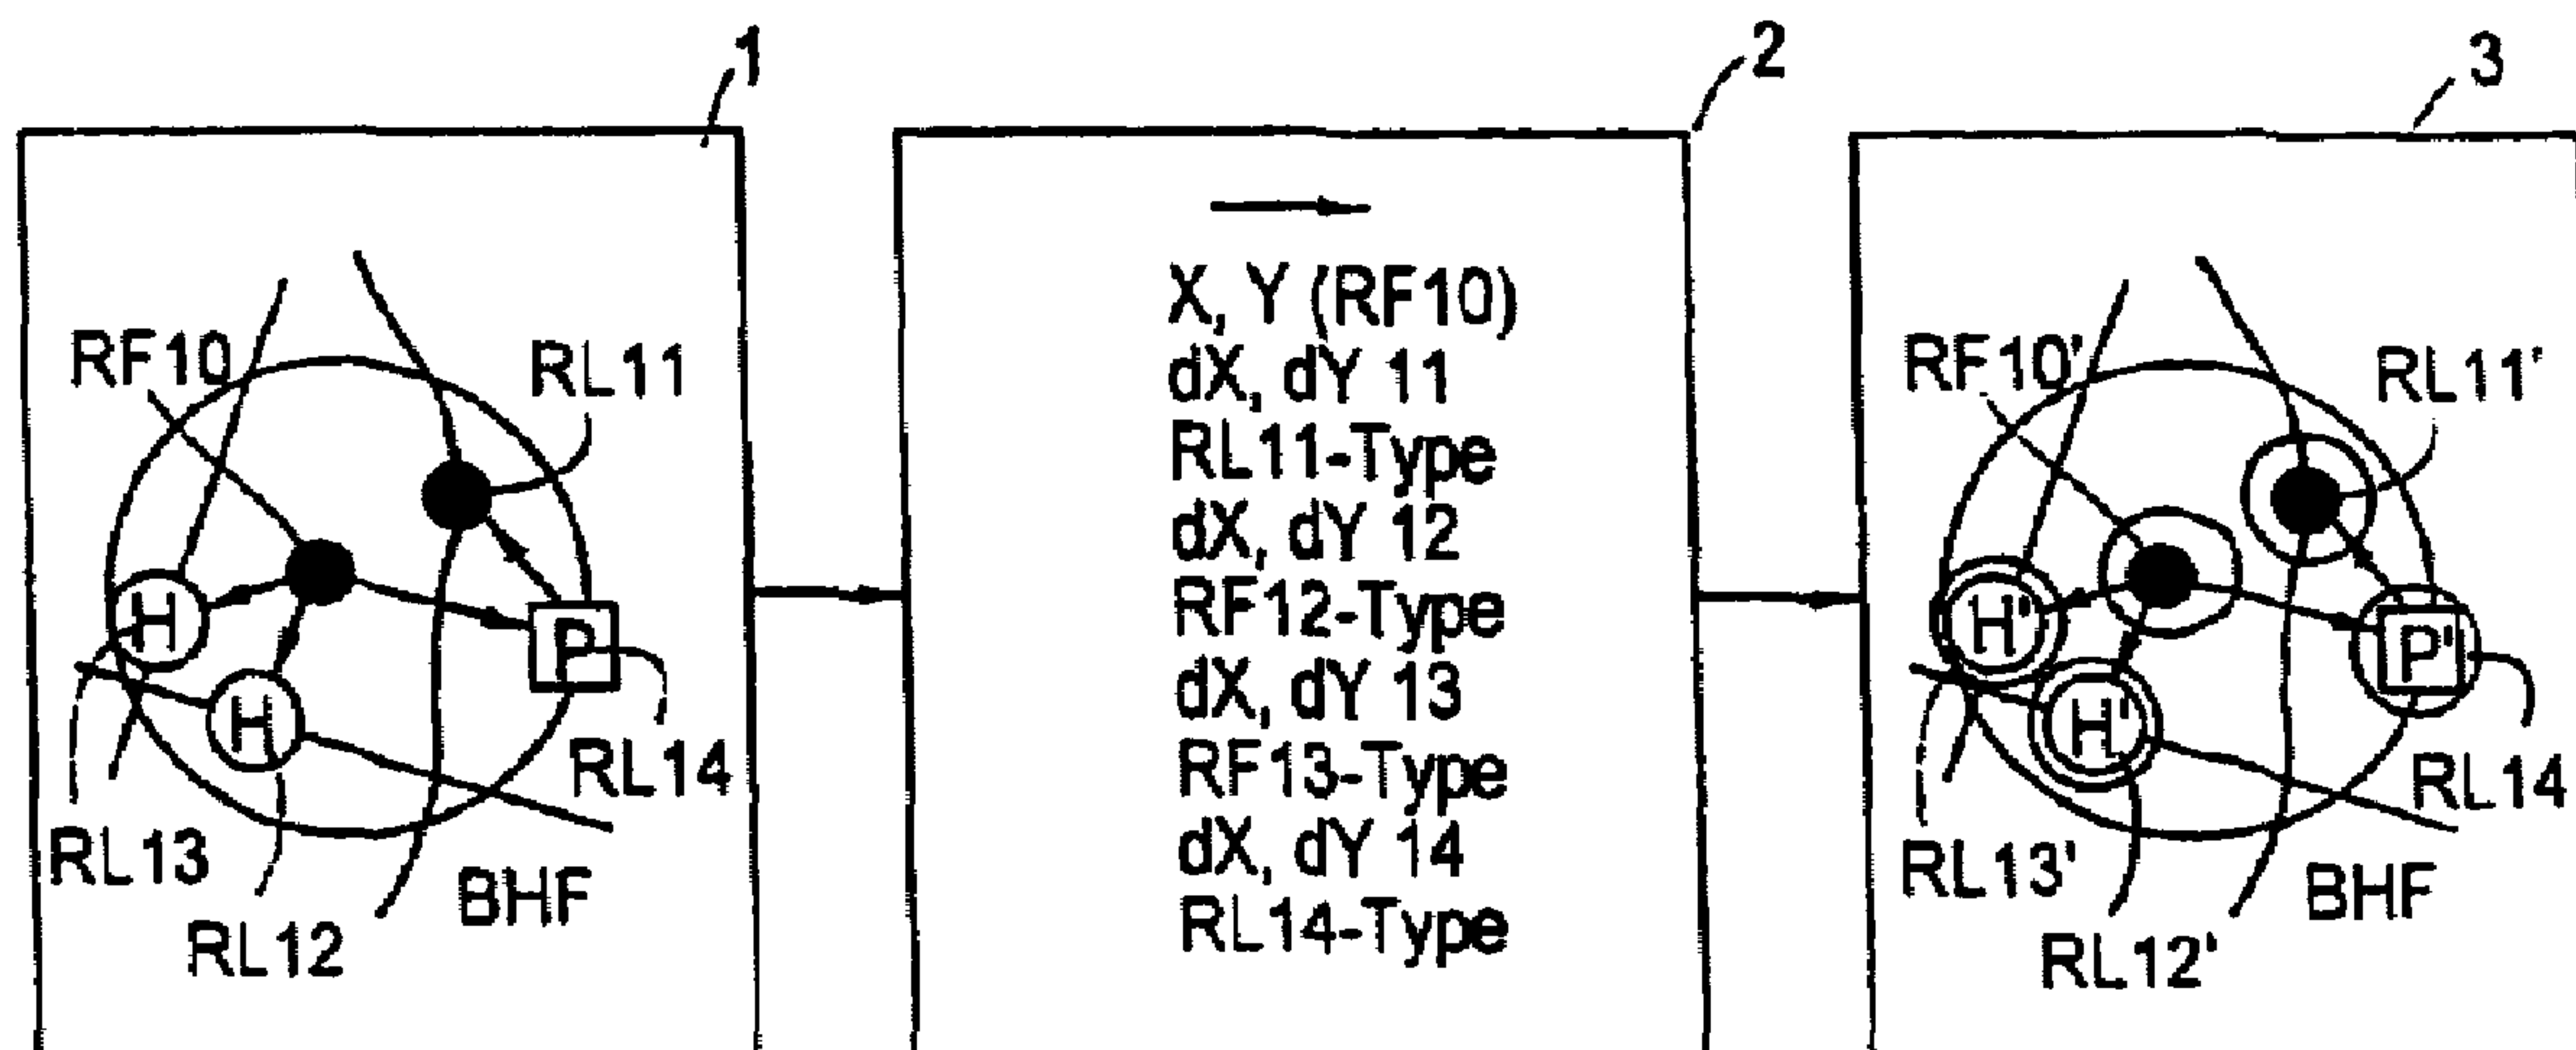 1
2
3
RF10
RL11
H
H
P
RL14
RL13
RL12
BHF
X, Y (RF10)
dX, dY 11
RL11-Type
dX, dY 12
RF12-Type
dX, dY 13
RF13-Type
dX, dY 14
RL14-Type
RF10'
RL11'
H'
H'
P'
RL14
RL13'
RL12'
BHF